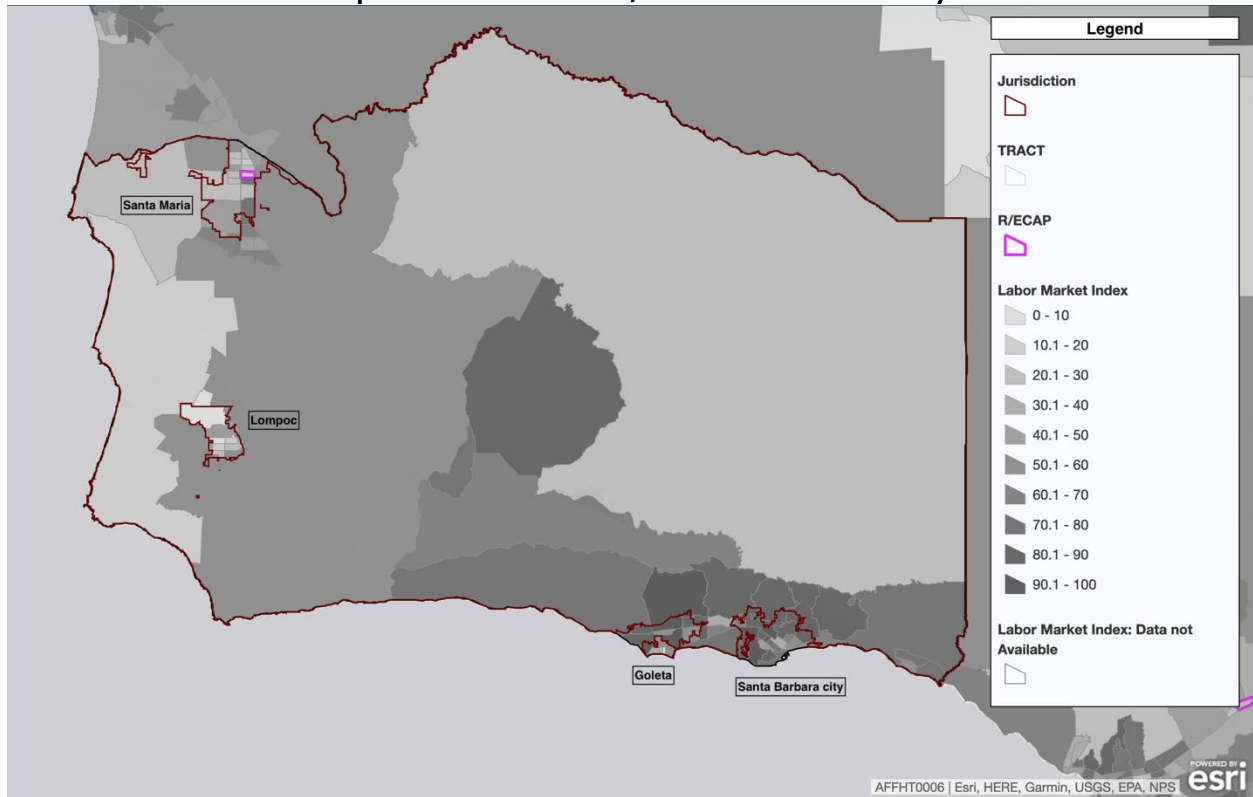 Legend
Jurisdiction
TRACT
R/ECAP
Labor Market Index
0 - 10
10.1 - 20
20.1 - 30
30.1 - 40
40.1 - 50
50.1 - 60
60.1 - 70
70.1 - 80
80.1 - 90
90.1 - 100
Labor Market Index: Data not
Available
Santa Maria
Lompoc
Goleta
Santa Barbara city
AFFHT0006 | Esri, HERE, Garmin, USGS, EPA, NPS
POWERED BY
esri